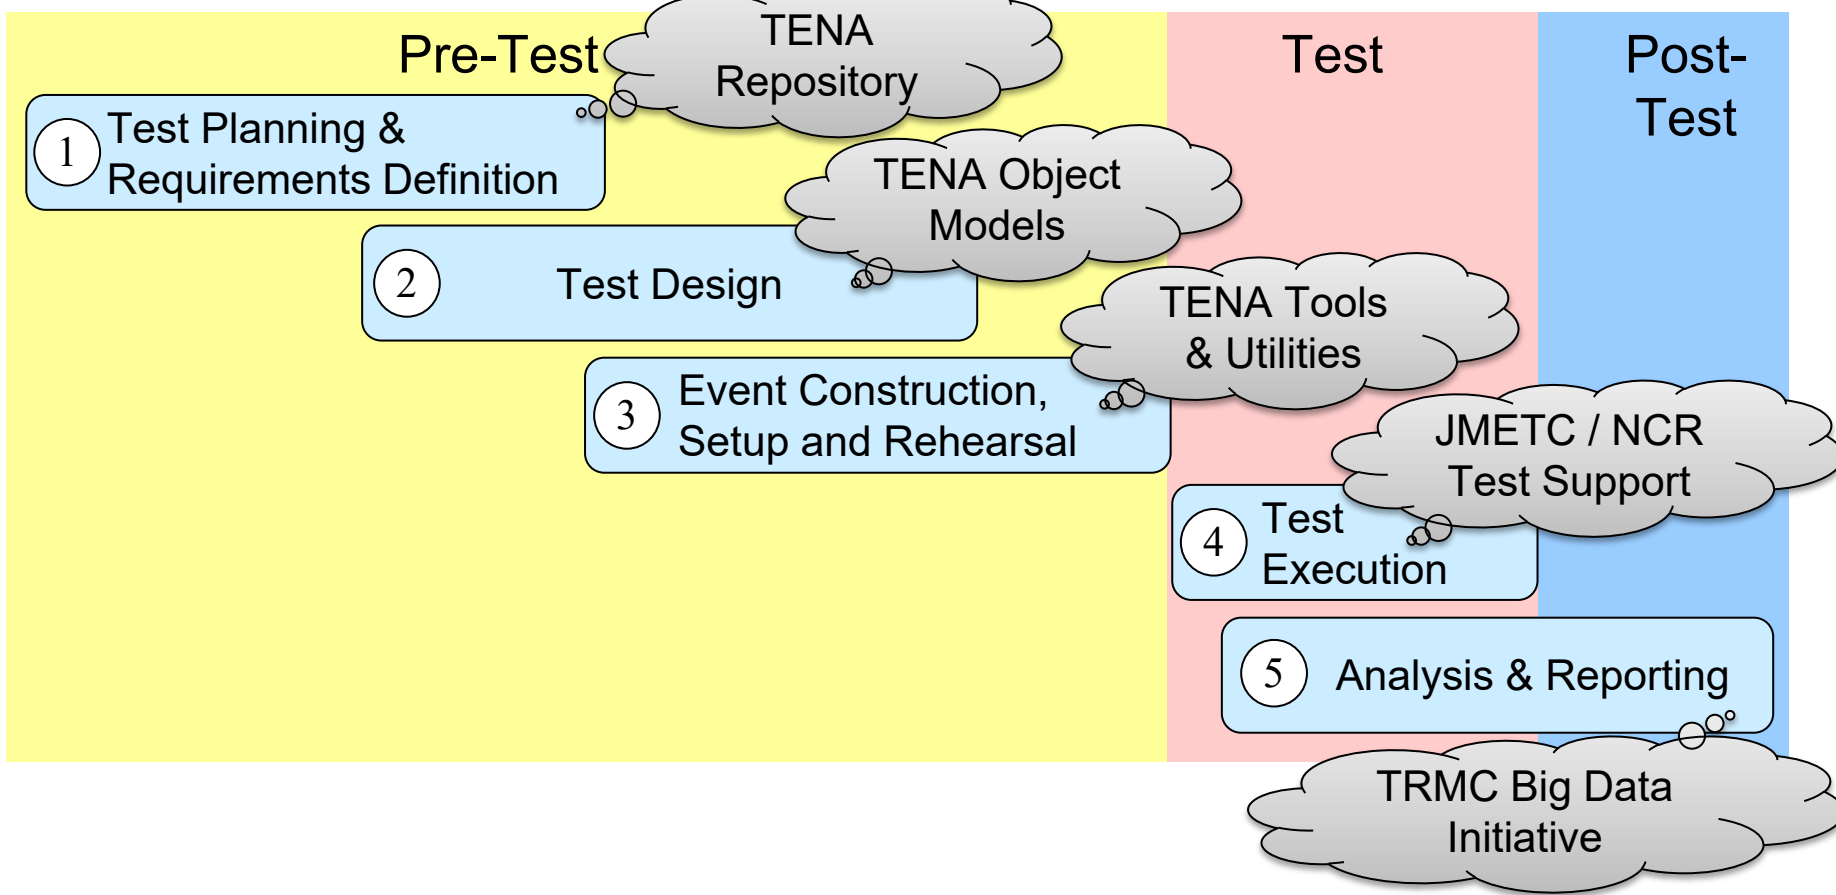 Pre-Test
Test
Post-
Test
TENA
Repository
1
Test Planning &
Requirements Definition
TENA Object
Models
2
Test Design
TENA Tools
& Utilities
3
Event Construction,
Setup and Rehearsal
JMETC / NCR
Test Support
4
Test
Execution
5
Analysis & Reporting
TRMC Big Data
Initiative